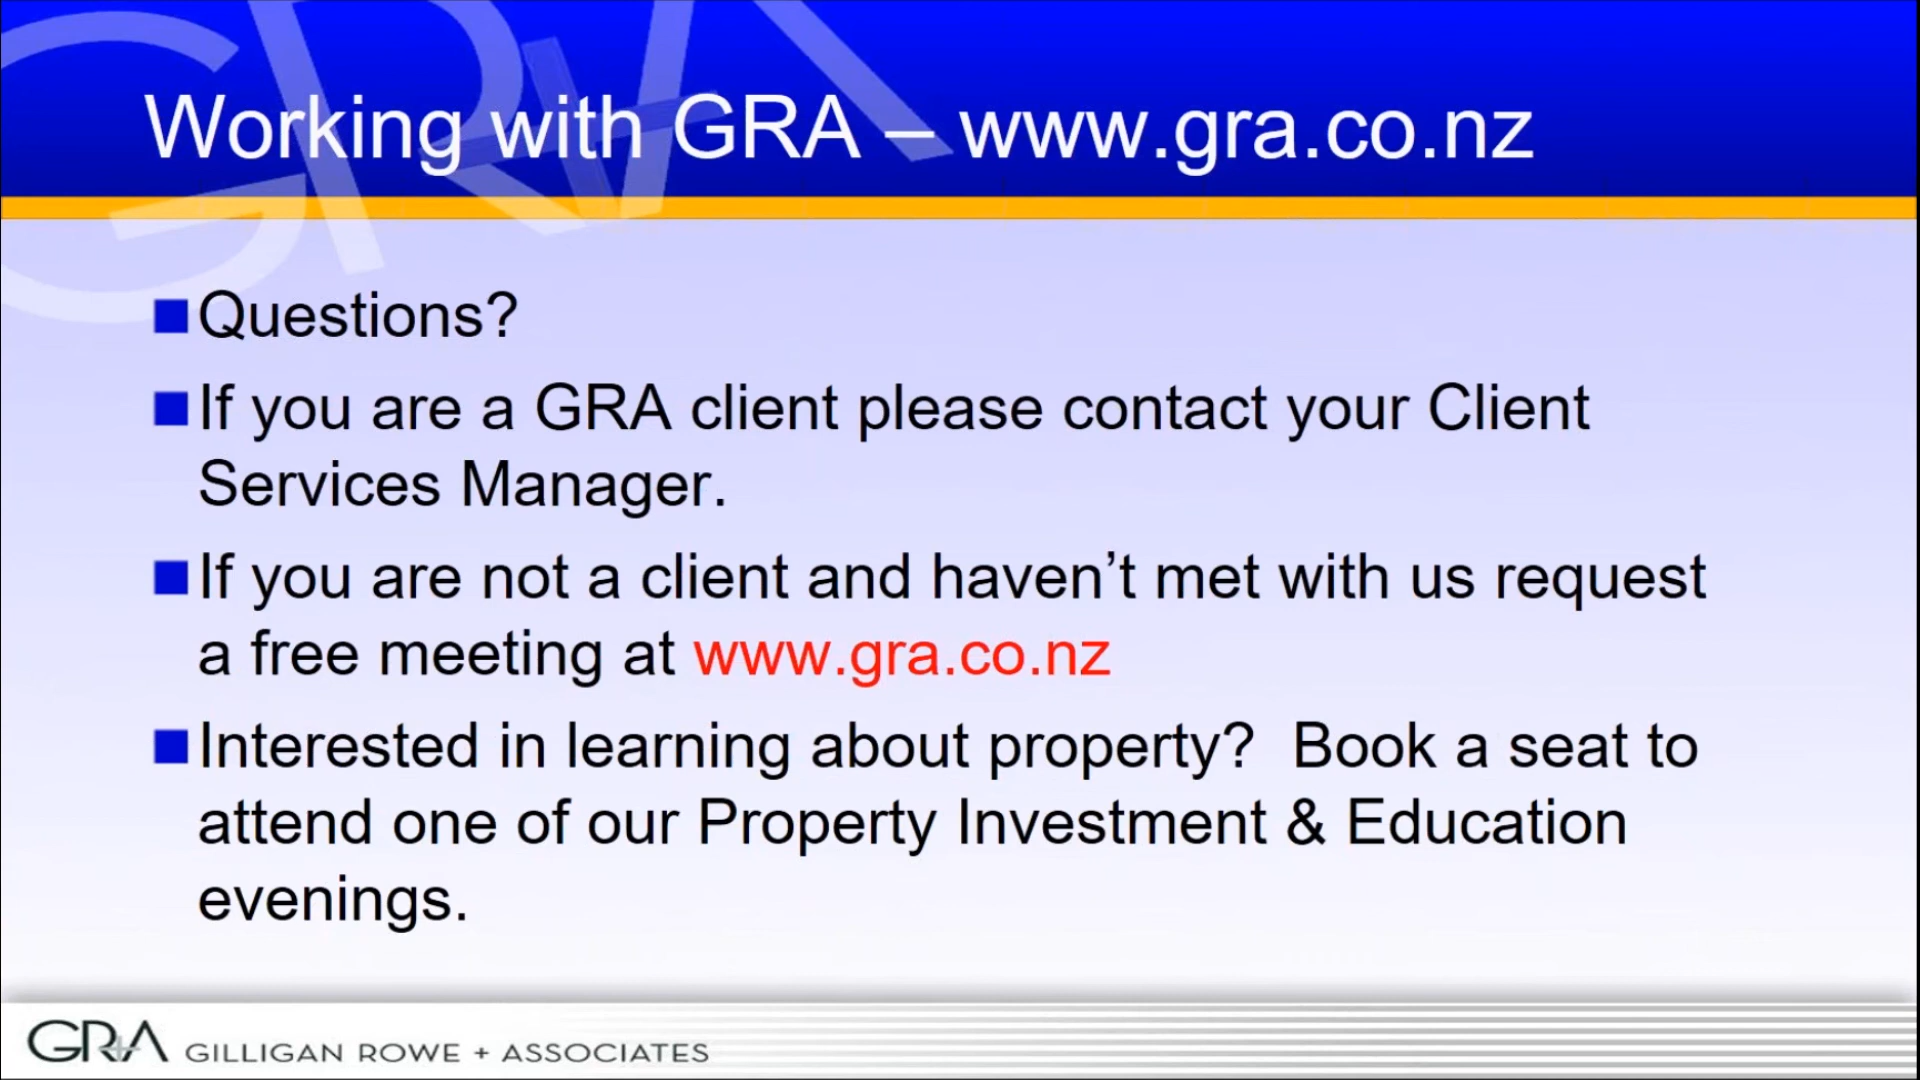 Working with GRA – www.gra.co.nz
Questions?
If you are a GRA client please contact your Client
Services Manager.
If you are not a client and haven’t met with us request
a free meeting at www.gra.co.nz
Interested in learning about property?  Book a seat to
attend one of our Property Investment & Education
evenings.
GRA GILLIGAN ROWE + ASSOCIATES